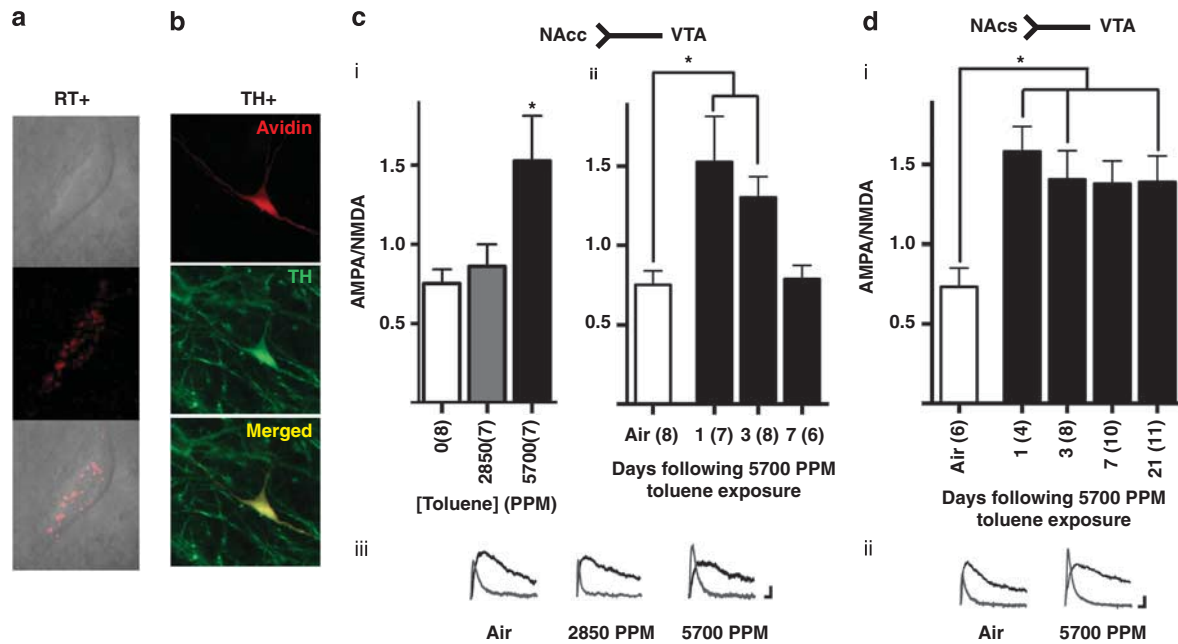 a
RT+
b
TH+
Avidin
TH
Merged
c
NAcc VTA
i
AMPA/NMDA
1.5
1.0
0.5
*
0(8)
2850(7)
5700(7)
[Toluene] (PPM)
ii
*
1.5
1.0
0.5
Air (8) 1 (7) 3 (8) 7 (6)
Days following 5700 PPM
toluene exposure
iii
Air 2850 PPM 5700 PPM
d
NAcs VTA
i
*
AMPA/NMDA
1.5
1.0
0.5
Air (6)
1 (4)
3 (8)
7 (10)
21 (11)
Days following 5700 PPM
toluene exposure
ii
Air 5700 PPM